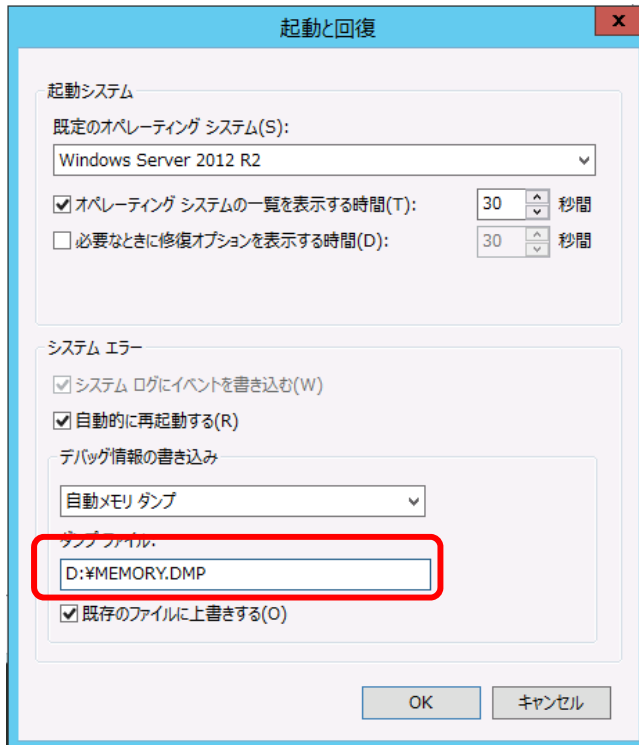 起動と回復
x
起動システム
既定のオペレーティング システム(S):
Windows Server 2012 R2
オペレーティング システムの一覧を表示する時間(T): 30 秒間
必要なときに修復オプションを表示する時間(D): 30 秒間
システム エラー
システム ログにイベントを書き込む(W)
自動的に再起動する(R)
デバッグ情報の書き込み
自動メモリ ダンプ
ダンプ ファイル:
D:¥MEMORY.DMP
既存のファイルに上書きする(O)
OK キャンセル